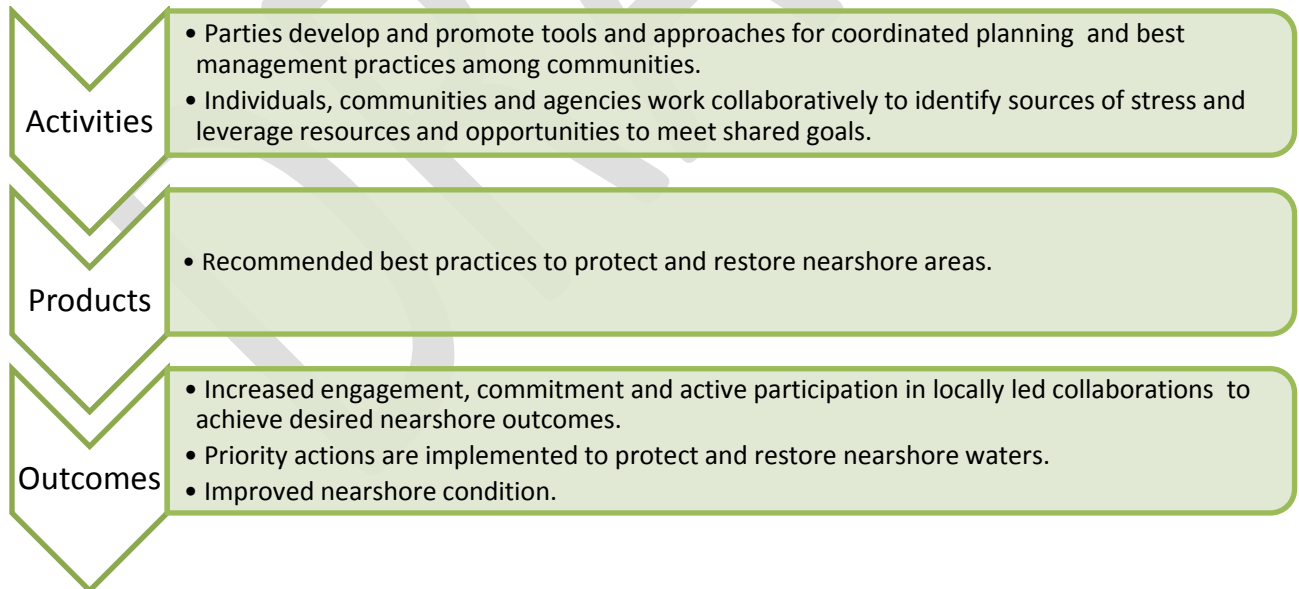 Activities
• Parties develop and promote tools and approaches for coordinated planning and best
management practices among communities.
• Individuals, communities and agencies work collaboratively to identify sources of stress and
leverage resources and opportunities to meet shared goals.
Products
• Recommended best practices to protect and restore nearshore areas.
Outcomes
• Increased engagement, commitment and active participation in locally led collaborations to
achieve desired nearshore outcomes.
• Priority actions are implemented to protect and restore nearshore waters.
• Improved nearshore condition.